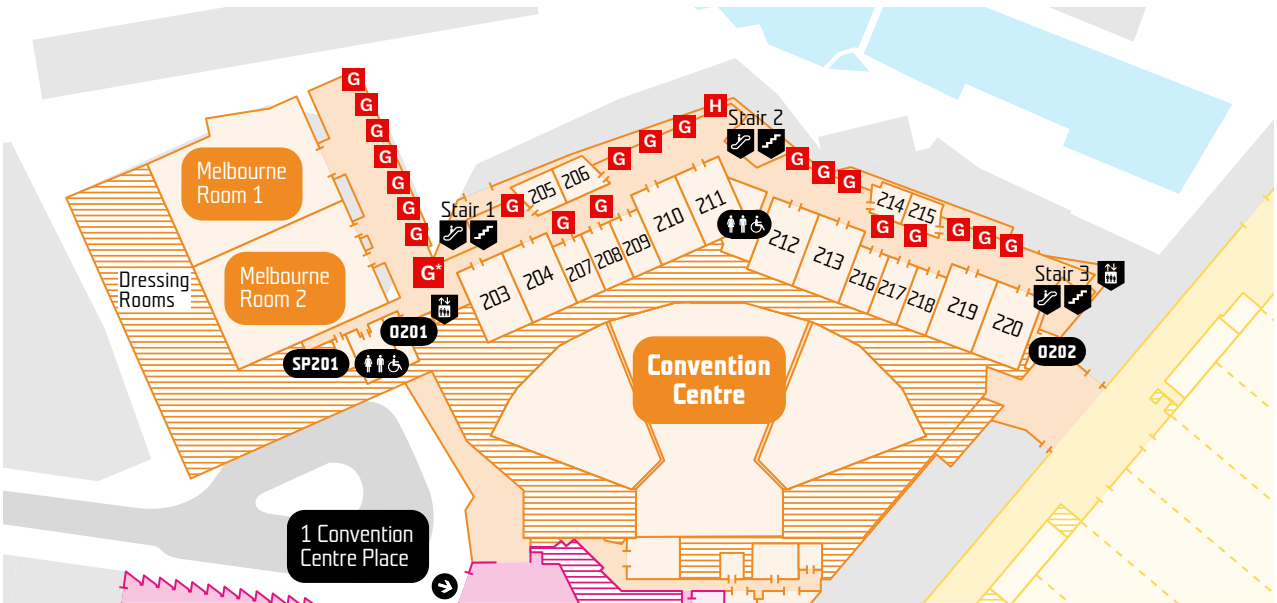 G
G
G
G
G
G
G
G*
Melbourne
Room 1
Melbourne
Room 2
Dressing
Rooms
SP201
0201
Stair 1
G
205
206
G
G
G
G
G
H
Stair 2
G
G
G
214
215
G
G
G
G
G
Stair 3
203
204
207
208
209
210
211
212
213
216
217
218
219
220
0202
Convention
Centre
1 Convention
Centre Place